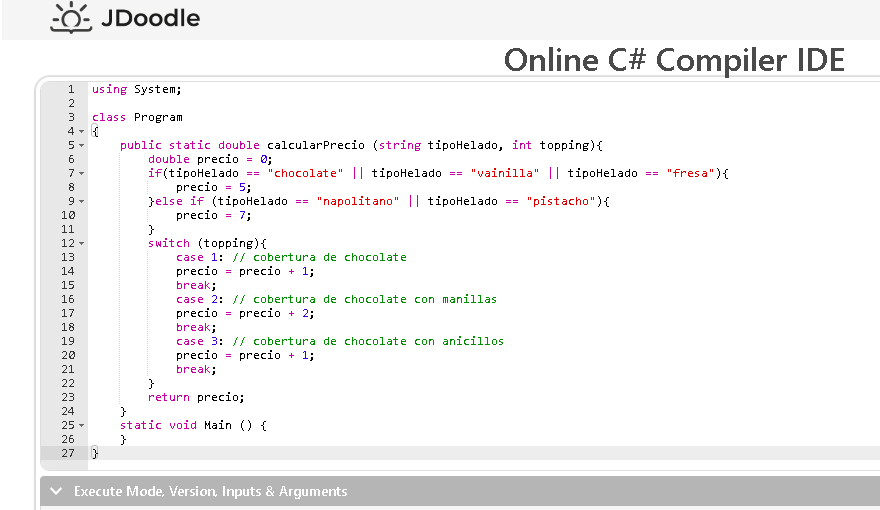 JDoodle
Online C# Compiler IDE
1 using System;
2
3 class Program
4 {
5 public static double calcularPrecio (string tipoHelado, int topping){
6 double precio = 0;
7 if(tipoHelado == "chocolate" || tipoHelado == "vainilla" || tipoHelado == "fresa"){
8 precio = 5;
9 }else if (tipoHelado == "napolitano" || tipoHelado == "pistacho"){
10 precio = 7;
11 }
12 switch (topping){
13 case 1: // cobertura de chocolate
14 precio = precio + 1;
15 break;
16 case 2: // cobertura de chocolate con manillas
17 precio = precio + 2;
18 break;
19 case 3: // cobertura de chocolate con anicillos
20 precio = precio + 1;
21 break;
22 }
23 return precio;
24 }
25 static void Main () {
26 }
27 }
Execute Mode, Version, Inputs & Arguments